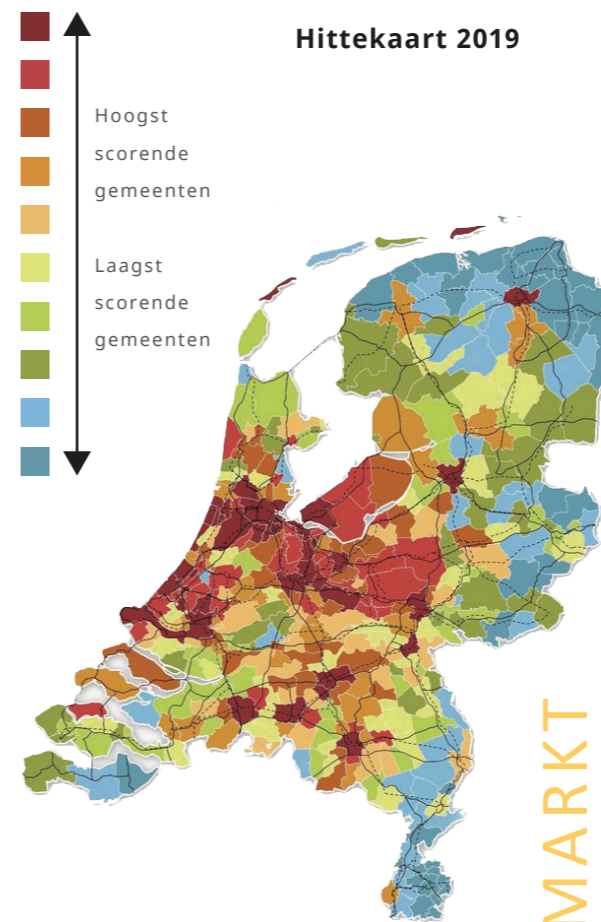 Hittekaart 2019
Hoogst
scorende
gemeenten
Laagst
scorende
gemeenten
MARKT